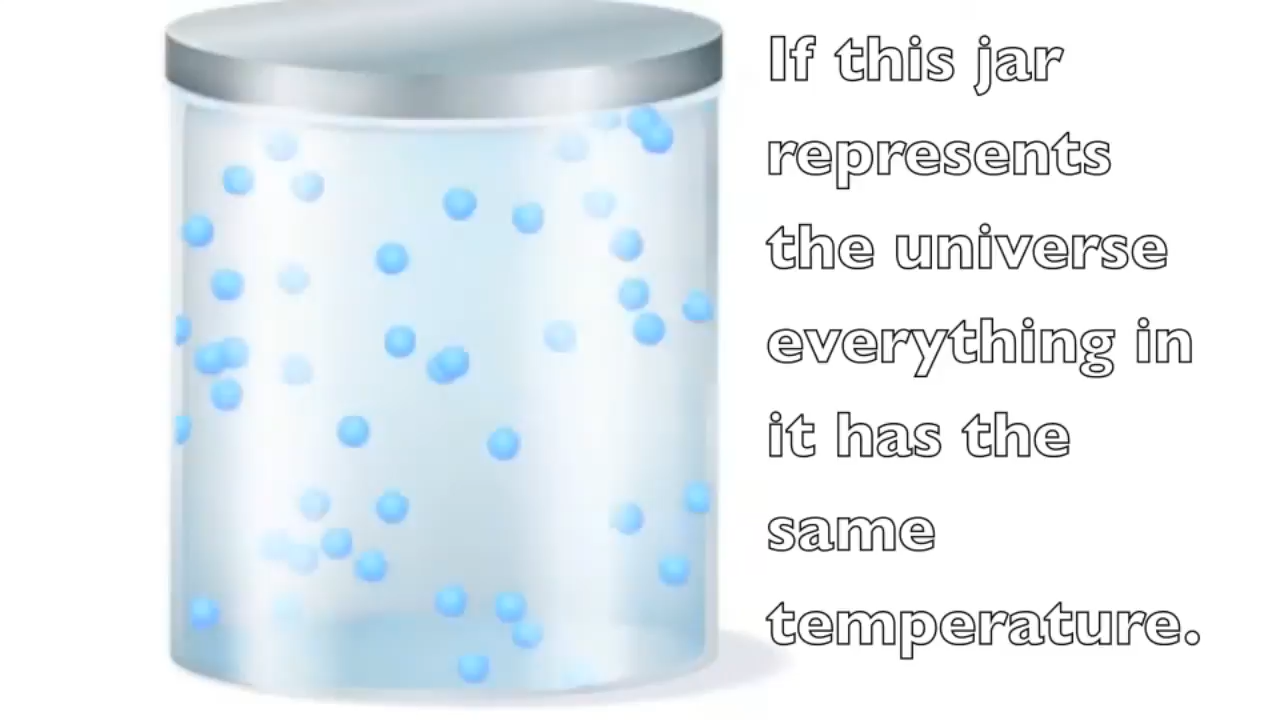 If this jar
represents
the universe
everything in
it has the
same
temperature.